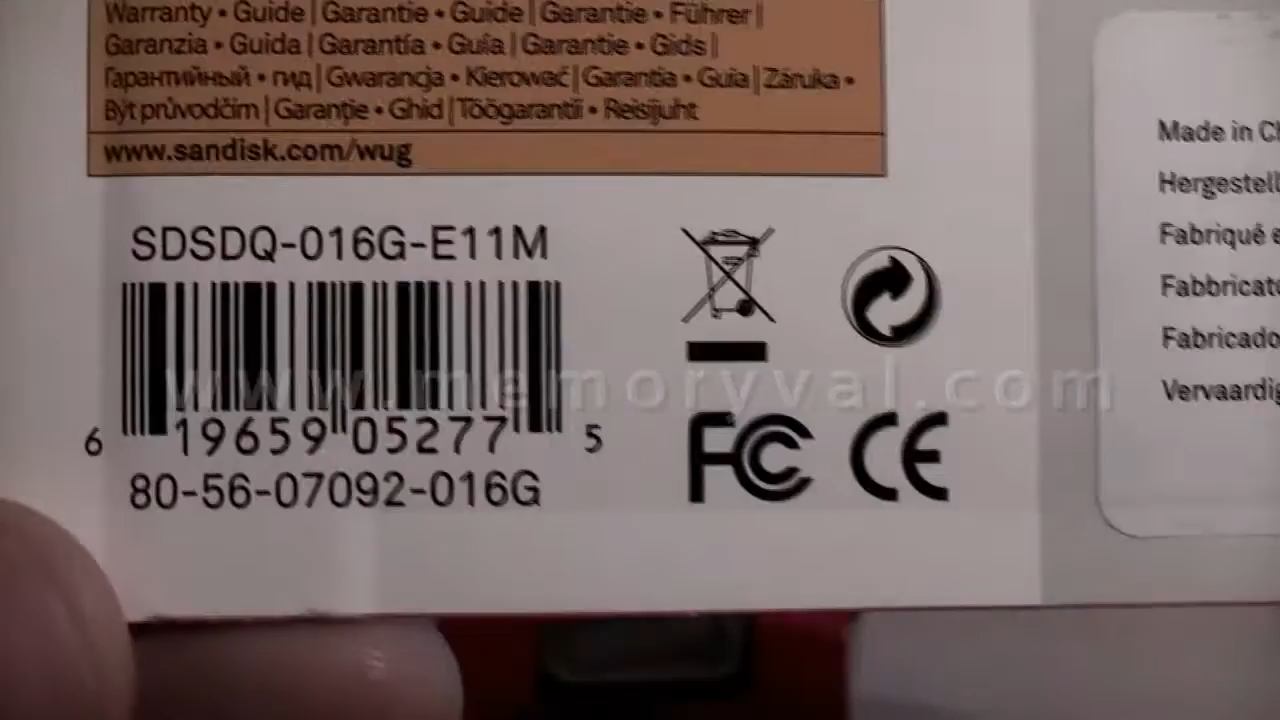 Warranty • Guide | Garantie • Guide | Garantie • Führer |
Garanzia • Guida | Garantía • Guía | Garantie • Gids |
Гарантийный • гид | Gwarancja • Kierować | Garantia • Guia | Záruka •
Být průvodčím | Garanţie • Ghid | Töögarantii • Reisijuht
www.sandisk.com/wug
SDSDQ-016G-E11M
6 19659 05277 5
80-56-07092-016G
FC CE
www.memoryval.com
Made in Ch
Hergestell
Fabriqué e
Fabbricato
Fabricado
Vervaardig